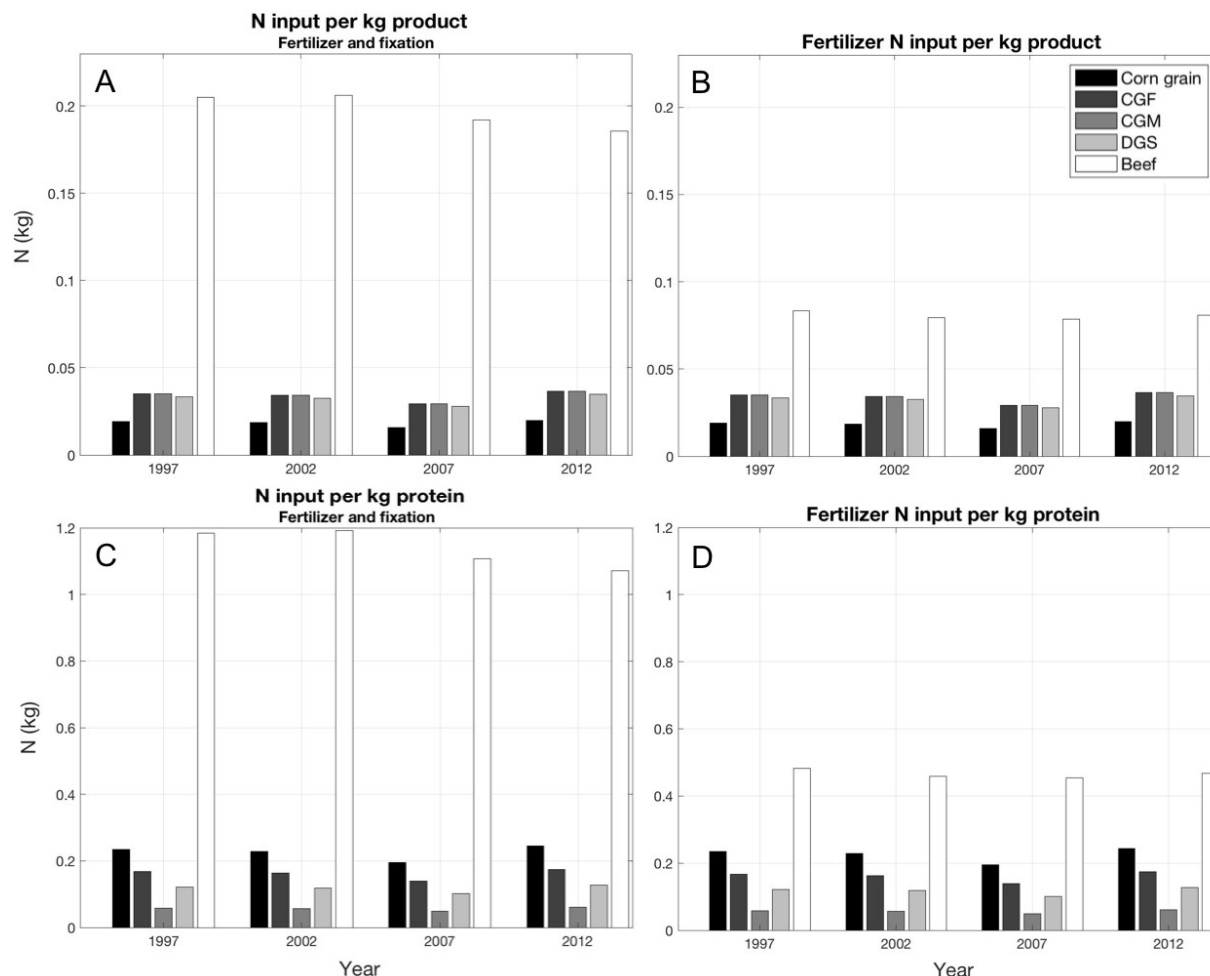 N input per kg product
Fertilizer and fixation
A
N (kg)
0.2
0.15
0.1
0.05
0
1997
2002
2007
2012
Fertilizer N input per kg product
B
Corn grain
CGF
CGM
DGS
Beef
0.2
0.15
0.1
0.05
0
1997
2002
2007
2012
N input per kg protein
Fertilizer and fixation
C
N (kg)
1.2
1
0.8
0.6
0.4
0.2
0
1997
2002
2007
2012
Year
Fertilizer N input per kg protein
D
1.2
1
0.8
0.6
0.4
0.2
0
1997
2002
2007
2012
Year